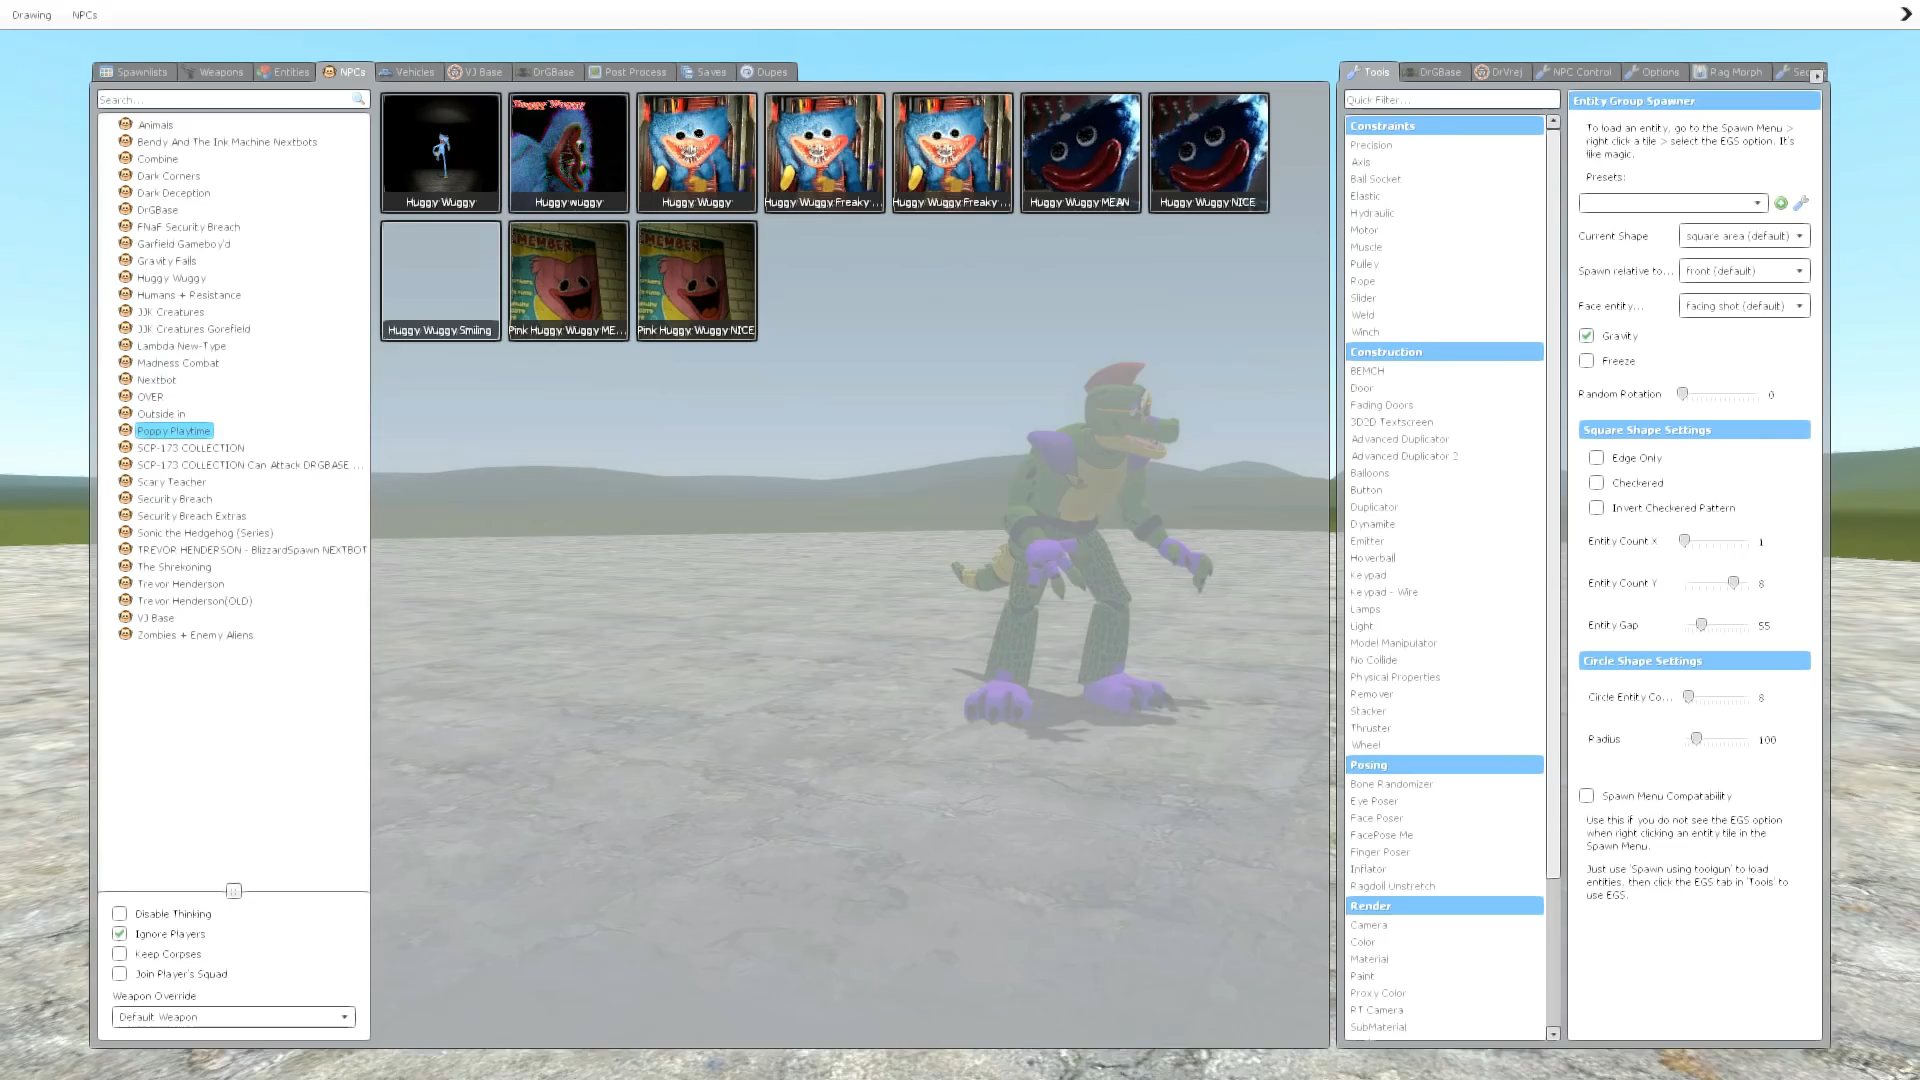 Drawing NPCs
Spawnlists Weapons Entities NPCs Vehicles VJ Base DrGBase Post Process Saves Dupes
Search...
Animals
Bendy And The Ink Machine Nextbots
Combine
Dark Corners
Dark Deception
DrGBase
FNaF Security Breach
Garfield Gameboy'd
Gravity Falls
Huggy Wuggy
Humans + Resistance
JJK Creatures
JJK Creatures Gorefield
Lambda New-Type
Madness Combat
Nextbot
OVER
Outside in
Poppy Playtime
SCP-173 COLLECTION
SCP-173 COLLECTION Can Attack DRGBASE ...
Scary Teacher
Security Breach
Security Breach Extras
Sonic the Hedgehog (Series)
TREVOR HENDERSON - BlizzardSpawn NEXTBOT
The Shrekoning
Trevor Henderson
Trevor Henderson(OLD)
VJ Base
Zombies + Enemy Aliens
Disable Thinking
Ignore Players
Keep Corpses
Join Player's Squad
Weapon Override
Default Weapon
Huggy Wuggy
Huggy Wuggy
Huggy wuggy
Huggy Wuggy
Huggy Wuggy Freaky ...
Huggy Wuggy Freaky ...
Huggy Wuggy MEAN
Huggy Wuggy NICE
Huggy Wuggy Smiling
MEMBER
Pink Huggy Wuggy ME...
MEMBER
Pink Huggy Wuggy NICE
Tools DrGBase DrVrej NPC Control Options Rag Morph Sec
Quick Filter...
Constraints
Precision
Axis
Ball Socket
Elastic
Hydraulic
Motor
Muscle
Pulley
Rope
Slider
Weld
Winch
Construction
BEMCH
Door
Fading Doors
3D2D Textscreen
Advanced Duplicator
Advanced Duplicator 2
Balloons
Button
Duplicator
Dynamite
Emitter
Hoverball
Keypad
Keypad - Wire
Lamps
Light
Model Manipulator
No Collide
Physical Properties
Remover
Stacker
Thruster
Wheel
Posing
Bone Randomizer
Eye Poser
Face Poser
FacePose Me
Finger Poser
Inflator
Ragdoll Unstretch
Render
Camera
Color
Material
Paint
Proxy Color
RT Camera
SubMaterial
Entity Group Spawner
To load an entity, go to the Spawn Menu >
right click a tile > select the EGS option. It's
like magic.
Presets:
Current Shape square area (default)
Spawn relative to... front (default)
Face entity... facing shot (default)
Gravity
Freeze
Random Rotation 0
Square Shape Settings
Edge Only
Checkered
Invert Checkered Pattern
Entity Count X 1
Entity Count Y 8
Entity Gap 55
Circle Shape Settings
Circle Entity Co... 8
Radius 100
Spawn Menu Compatability
Use this if you do not see the EGS option
when right clicking an entity tile in the
Spawn Menu.
Just use 'Spawn using toolgun' to load
entities, then click the EGS tab in 'Tools' to
use EGS.